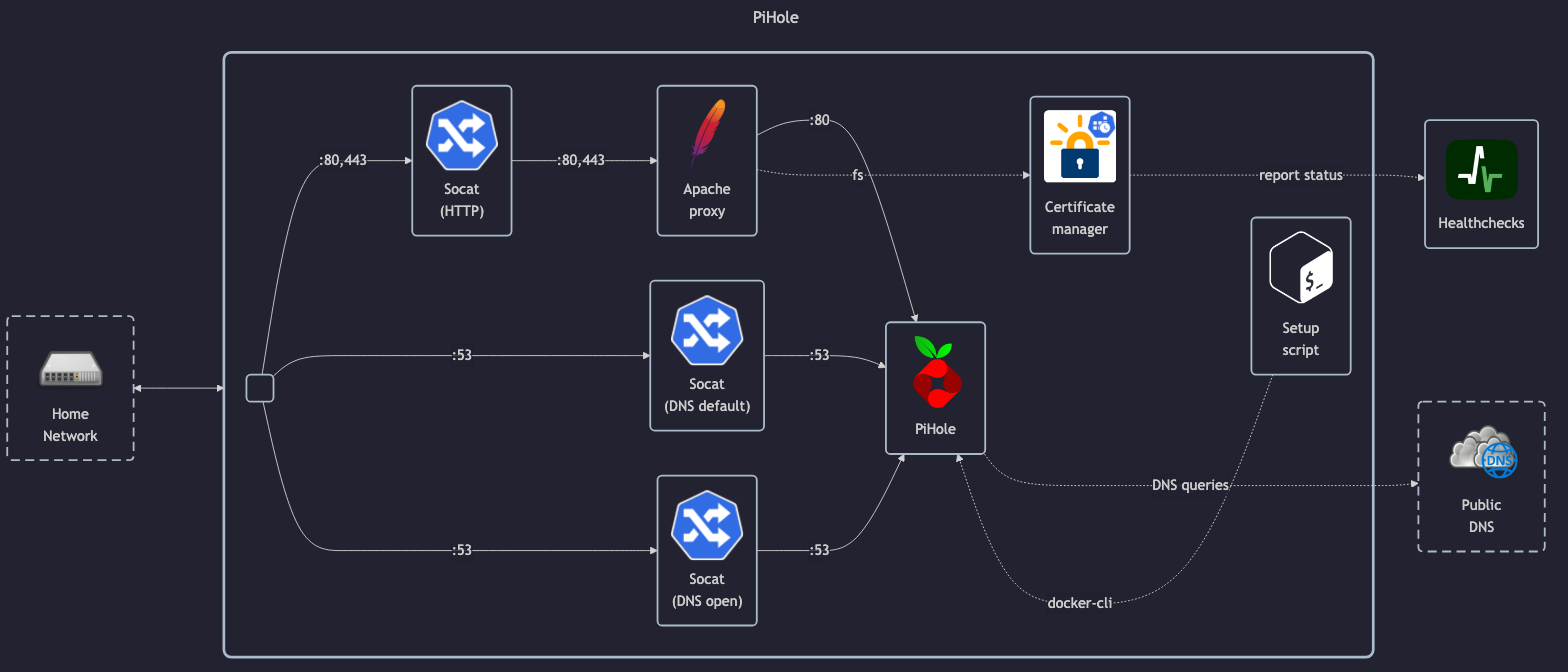 PiHole
:80,443
Socat
(HTTP)
:80,443
Apache
proxy
:80
fs
Certificate
manager
report status
Healthchecks
Setup
script
$_
Home
Network
:53
Socat
(DNS default)
:53
PiHole
DNS queries
DNS
Public
DNS
:53
Socat
(DNS open)
:53
docker-cli